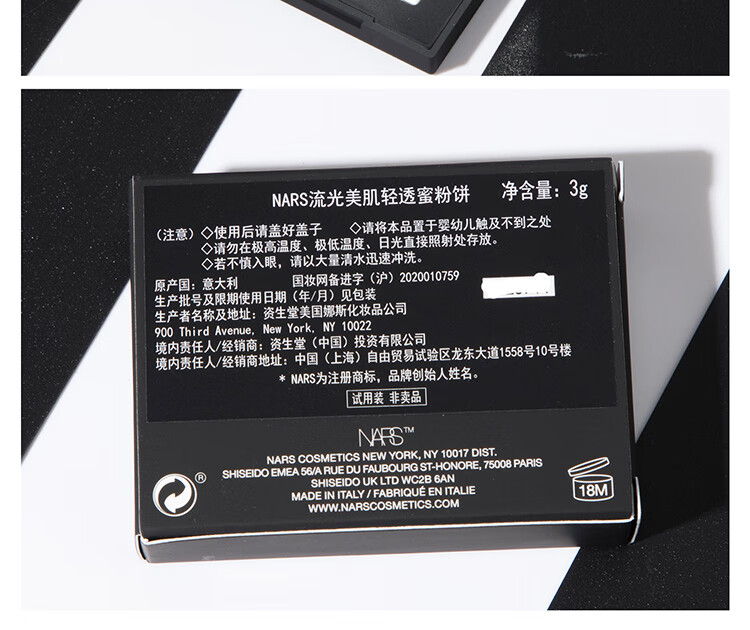 NARS流光美肌轻透蜜粉饼 净含量: 3g
（注意）◇使用后请盖好盖子 ◇请将本品置于婴幼儿触及不到之处
◇请勿在极高温度、极低温度、日光直接照射处存放。
◇若不慎入眼，请以大量清水迅速冲洗。
原产国: 意大利 国妆网备进字（沪）2020010759
生产批号及限期使用日期（年/月）见包装
生产者名称及地址: 资生堂美国娜斯化妆品公司
900 Third Avenue, New York, NY 10022
境内责任人/经销商: 资生堂（中国）投资有限公司
境内责任人/经销商地址: 中国（上海）自由贸易试验区龙东大道1558号10号楼
* NARS为注册商标，品牌创始人姓名。
试用装 非卖品
NARS™
NARS COSMETICS NEW YORK, NY 10017 DIST.
SHISEIDO EMEA 56/A RUE DU FAUBOURG ST-HONORE, 75008 PARIS
SHISEIDO UK LTD WC2B 6AN
MADE IN ITALY / FABRIQUÉ EN ITALIE
WWW.NARSCOSMETICS.COM
®
18M